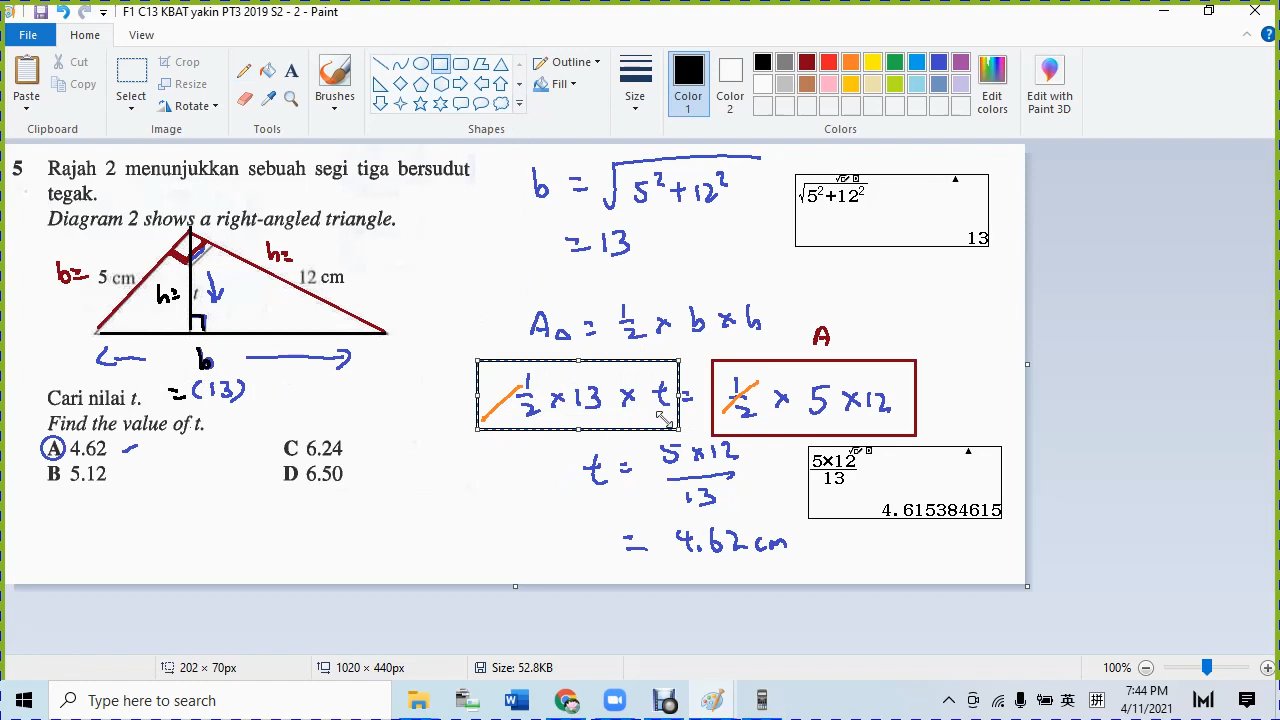 F1 C13 KBAT yakin PT3 2019 S2 - 2 - Paint
File
Home
View
Paste
Cut
Copy
Clipboard
Select
Crop
Resize
Rotate
Image
A
Tools
Brushes
Shapes
Outline
Fill
Size
Color 1
Color 2
Colors
Edit colors
Edit with Paint 3D
5 Rajah 2 menunjukkan sebuah segi tiga bersudut
tegak.
Diagram 2 shows a right-angled triangle.
b= 5 cm
h= t
h=
12 cm
b
= (13)
Cari nilai t.
Find the value of t.
A 4.62
C 6.24
B 5.12
D 6.50
b = √5²+12²
= 13
√5²+12²
13
A△ = 1/2 × b × h
A
1/2 × 13 × t = 1/2 × 5 × 12
t = 5 × 12 / 13
= 4.62 cm
5×12
13
4.615384615
202 × 70px
1020 × 440px
Size: 52.8KB
100%
Type here to search
英
拼
7:44 PM
4/11/2021